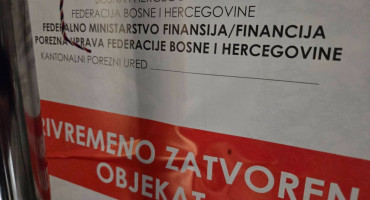 FEDERACIJA BOSNE I HERCEGOVINE
FEDERALNO MINISTARSTVO FINANSIJA/FINANCIJA
POREZNA UPRAVA FEDERACIJE BOSNE I HERCEGOVINE
KANTONALNI POREZNI URED
RIVREMENO ZATVOREN
OBJEKAT